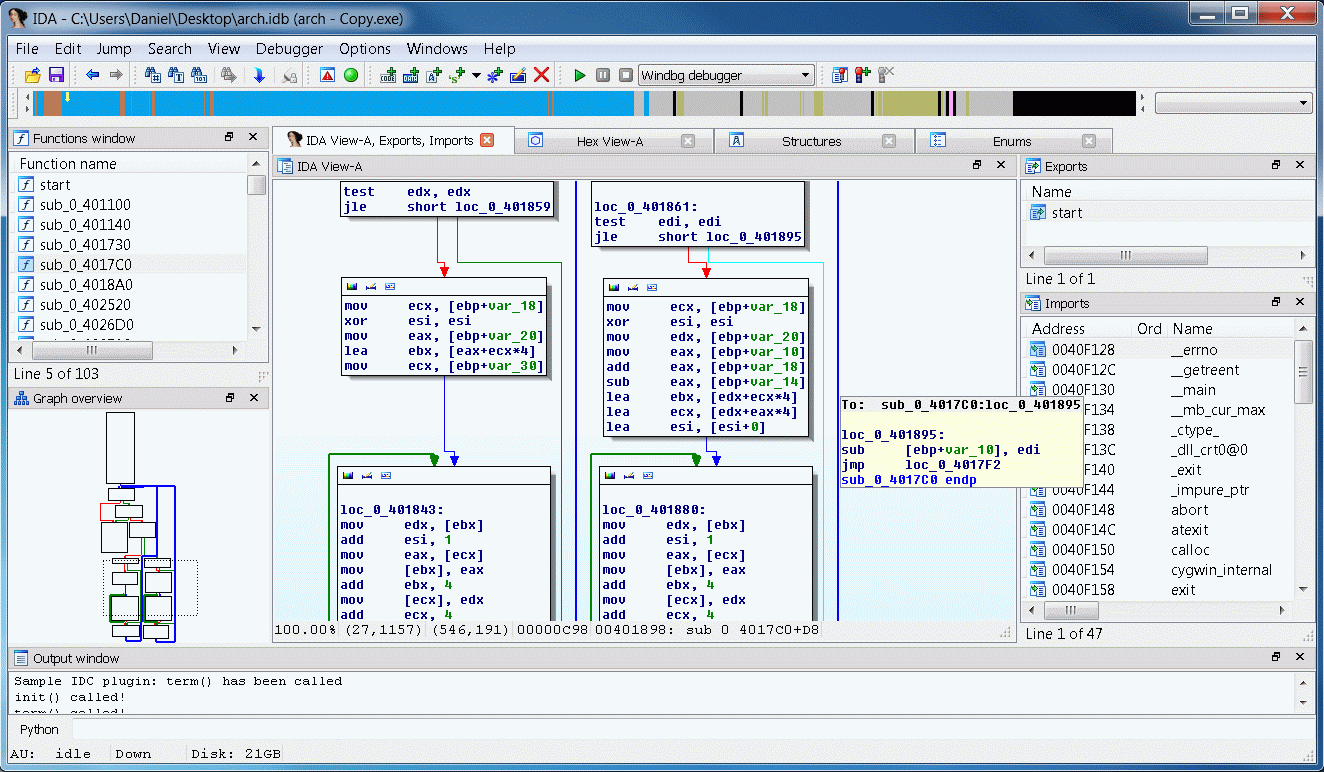 IDA - C:\Users\Daniel\Desktop\arch.idb (arch - Copy.exe)
File Edit Jump Search View Debugger Options Windows Help
Windbg debugger
Functions window
Function name
start
sub_0_401100
sub_0_401140
sub_0_401730
sub_0_4017C0
sub_0_4018A0
sub_0_402520
sub_0_4026D0
Line 5 of 103
Graph overview
IDA View-A, Exports, Imports
Hex View-A
Structures
Enums
IDA View-A
test edx, edx
jle short loc_0_401859
mov ecx, [ebp+var_18]
xor esi, esi
mov eax, [ebp+var_20]
lea ebx, [eax+ecx*4]
mov ecx, [ebp+var_30]
loc_0_401843:
mov edx, [ebx]
add esi, 1
mov eax, [ecx]
mov [ebx], eax
add ebx, 4
mov [ecx], edx
add ecx, 4
loc_0_401861:
test edi, edi
jle short loc_0_401895
mov ecx, [ebp+var_18]
xor esi, esi
mov edx, [ebp+var_20]
mov eax, [ebp+var_10]
add eax, [ebp+var_18]
sub eax, [ebp+var_14]
lea ebx, [edx+ecx*4]
lea ecx, [edx+eax*4]
lea esi, [esi+0]
loc_0_401880:
mov edx, [ebx]
add esi, 1
mov eax, [ecx]
mov [ebx], eax
add ebx, 4
mov [ecx], edx
add ecx, 4
To: sub_0_4017C0:loc_0_401895
loc_0_401895:
sub [ebp+var_10], edi
jmp loc_0_4017F2
sub_0_4017C0 endp
100.00% (27,1157) (546,191) 00000C98 00401898: sub 0 4017C0+D8
Exports
Name
start
Line 1 of 1
Imports
Address Ord Name
0040F128 __errno
0040F12C __getreent
0040F130 __main
F134 __mb_cur_max
F138 _ctype_
F13C _dll_crt0@0
F140 _exit
F144 _impure_ptr
0040F148 abort
0040F14C atexit
0040F150 calloc
0040F154 cygwin_internal
0040F158 exit
Line 1 of 47
Output window
Sample IDC plugin: term() has been called
init() called!
term() called!
Python
AU: idle Down Disk: 21GB